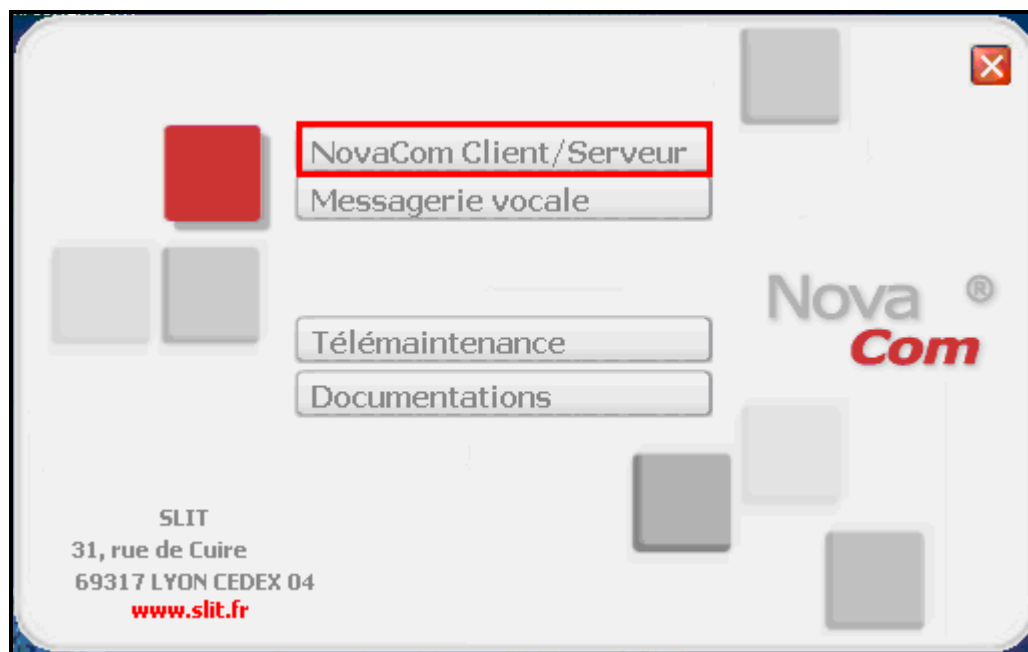 NovaCom Client/Serveur
Messagerie vocale
Nova ®
Com
Télémaintenance
Documentations
SLIT
31, rue de Cuire
69317 LYON CEDEX 04
www.slit.fr